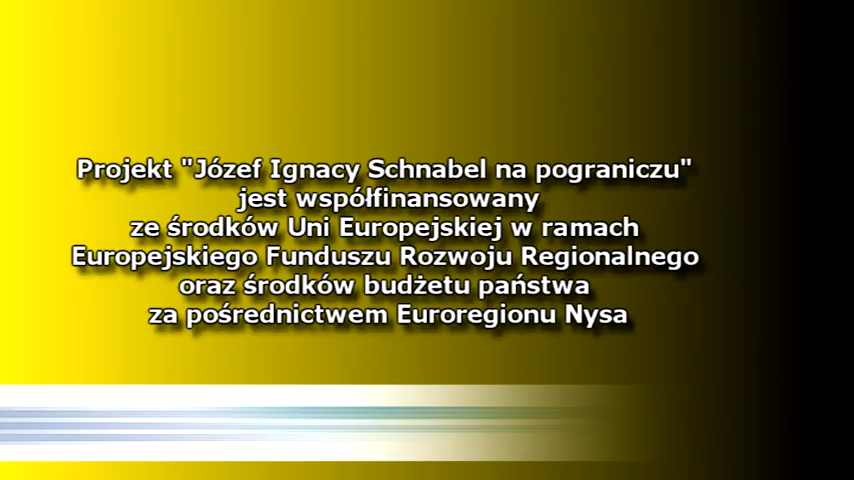 Projekt "Józef Ignacy Schnabel na pograniczu"
jest współfinansowany
ze środków Uni Europejskiej w ramach
Europejskiego Funduszu Rozwoju Regionalnego
oraz środków budżetu państwa
za pośrednictwem Euroregionu Nysa